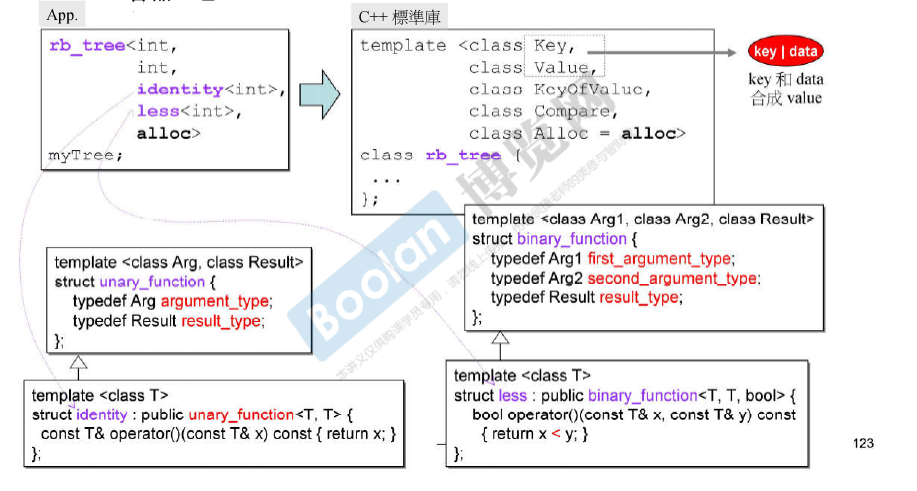 App.
rb_tree<int,
int,
identity<int>,
less<int>,
alloc>
myTree;
C++ 標準庫
template <class Key,
class Value,
class KeyOfValue,
class Compare,
class Alloc = alloc>
class rb_tree {
...
};
key | data
key 和 data
合成 value
template <class Arg1, class Arg2, class Result>
struct binary_function {
typedef Arg1 first_argument_type;
typedef Arg2 second_argument_type;
typedef Result result_type;
};
template <class Arg, class Result>
struct unary_function {
typedef Arg argument_type;
typedef Result result_type;
};
template <class T>
struct identity : public unary_function<T, T> {
const T& operator()(const T& x) const { return x; }
};
template <class T>
struct less : public binary_function<T, T, bool> {
bool operator()(const T& x, const T& y) const
{ return x < y; }
};
123
Boolan 博览网